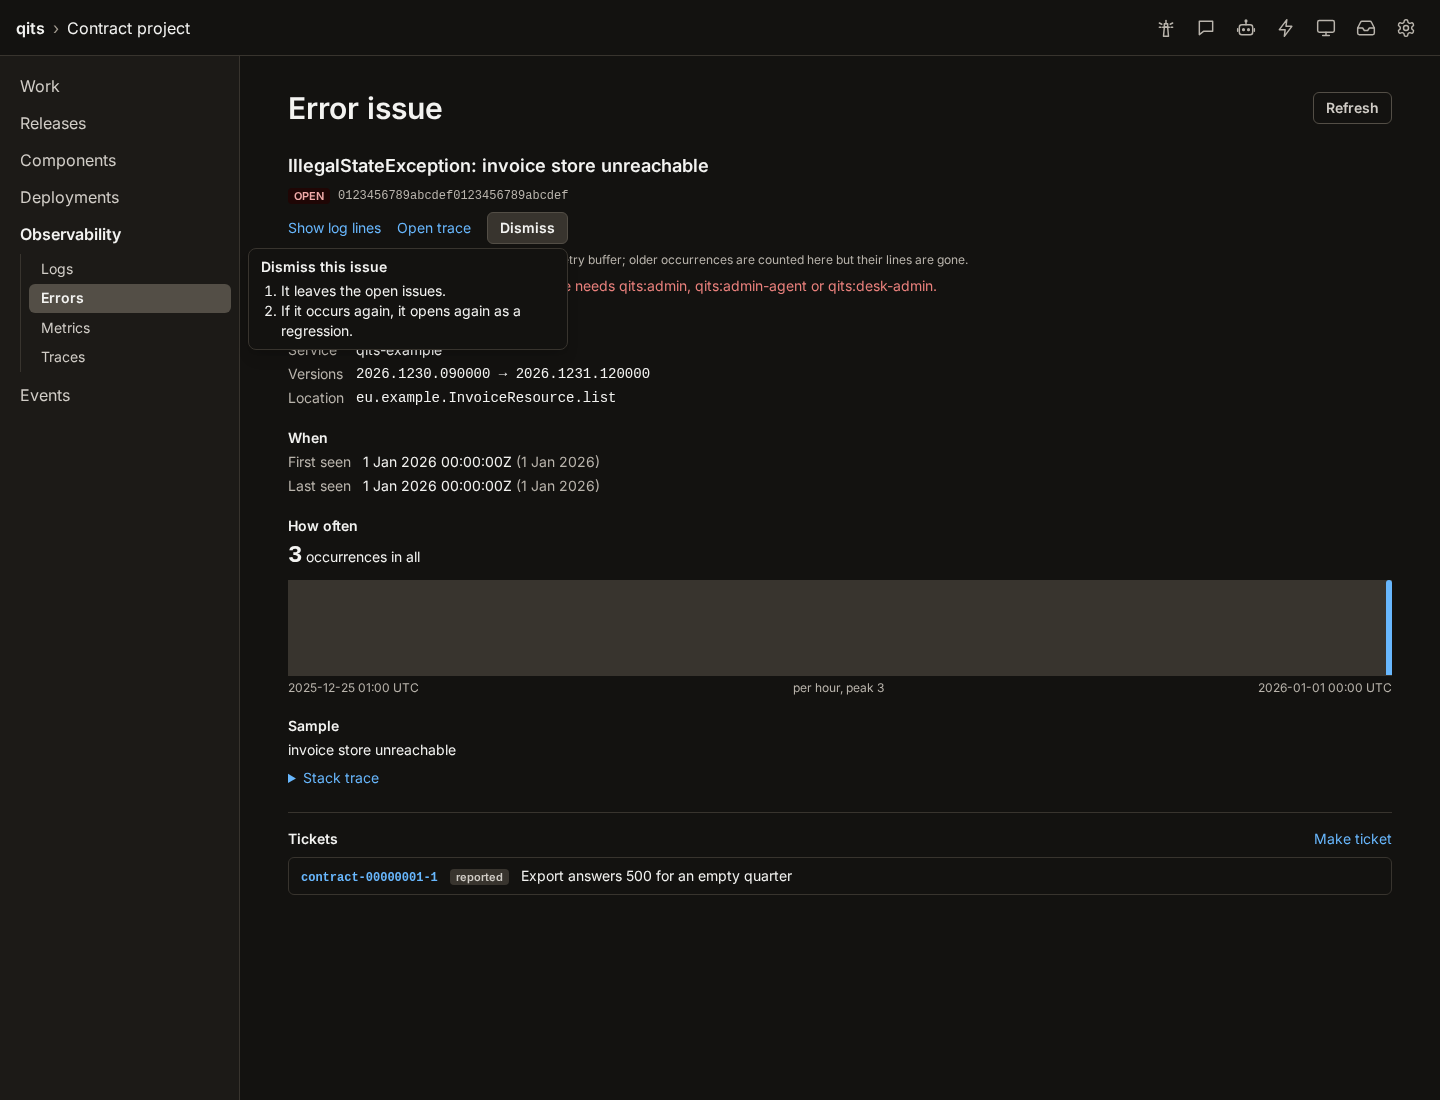 qits › Contract project
Work
Releases
Components
Deployments
Observability
Logs
Errors
Metrics
Traces
Events
Error issue
Refresh
IllegalStateException: invoice store unreachable
OPEN 0123456789abcdef0123456789abcdef
Show log lines Open trace Dismiss
Dismiss this issue
1. It leaves the open issues.
2. If it occurs again, it opens again as a
regression.
buffer; older occurrences are counted here but their lines are gone.
needs qits:admin, qits:admin-agent or qits:desk-admin.
Service qits-example
Versions 2026.1230.090000 → 2026.1231.120000
Location eu.example.InvoiceResource.list
When
First seen 1 Jan 2026 00:00:00Z (1 Jan 2026)
Last seen 1 Jan 2026 00:00:00Z (1 Jan 2026)
How often
3 occurrences in all
2025-12-25 01:00 UTC per hour, peak 3 2026-01-01 00:00 UTC
Sample
invoice store unreachable
Stack trace
Tickets Make ticket
contract-00000001-1 reported Export answers 500 for an empty quarter